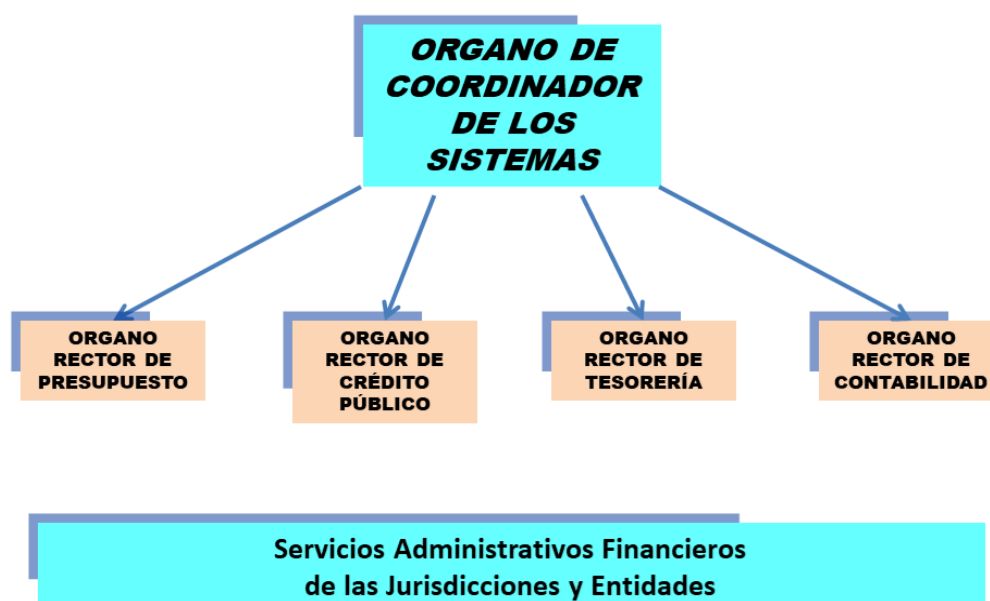 ORGANO DE
COORDINADOR
DE LOS
SISTEMAS
ORGANO
RECTOR DE
PRESUPUESTO
ORGANO
RECTOR DE
CRÉDITO
PÚBLICO
ORGANO
RECTOR DE
TESORERÍA
ORGANO
RECTOR DE
CONTABILIDAD
Servicios Administrativos Financieros
de las Jurisdicciones y Entidades